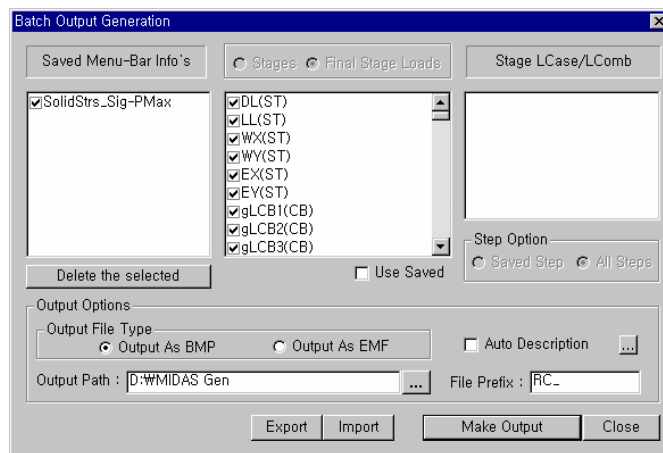 Batch Output Generation
Saved Menu-Bar Info's
Stages Final Stage Loads
Stage LCase/LComb
SolidStrs_Sig-PMax
DL(ST)
LL(ST)
WX(ST)
WY(ST)
EX(ST)
EY(ST)
gLCB1(CB)
gLCB2(CB)
gLCB3(CB)
Delete the selected
Use Saved
Step Option
Saved Step All Steps
Output Options
Output File Type
Output As BMP Output As EMF
Auto Description ...
Output Path : D:₩MIDAS Gen ...
File Prefix : RC_
Export Import Make Output Close